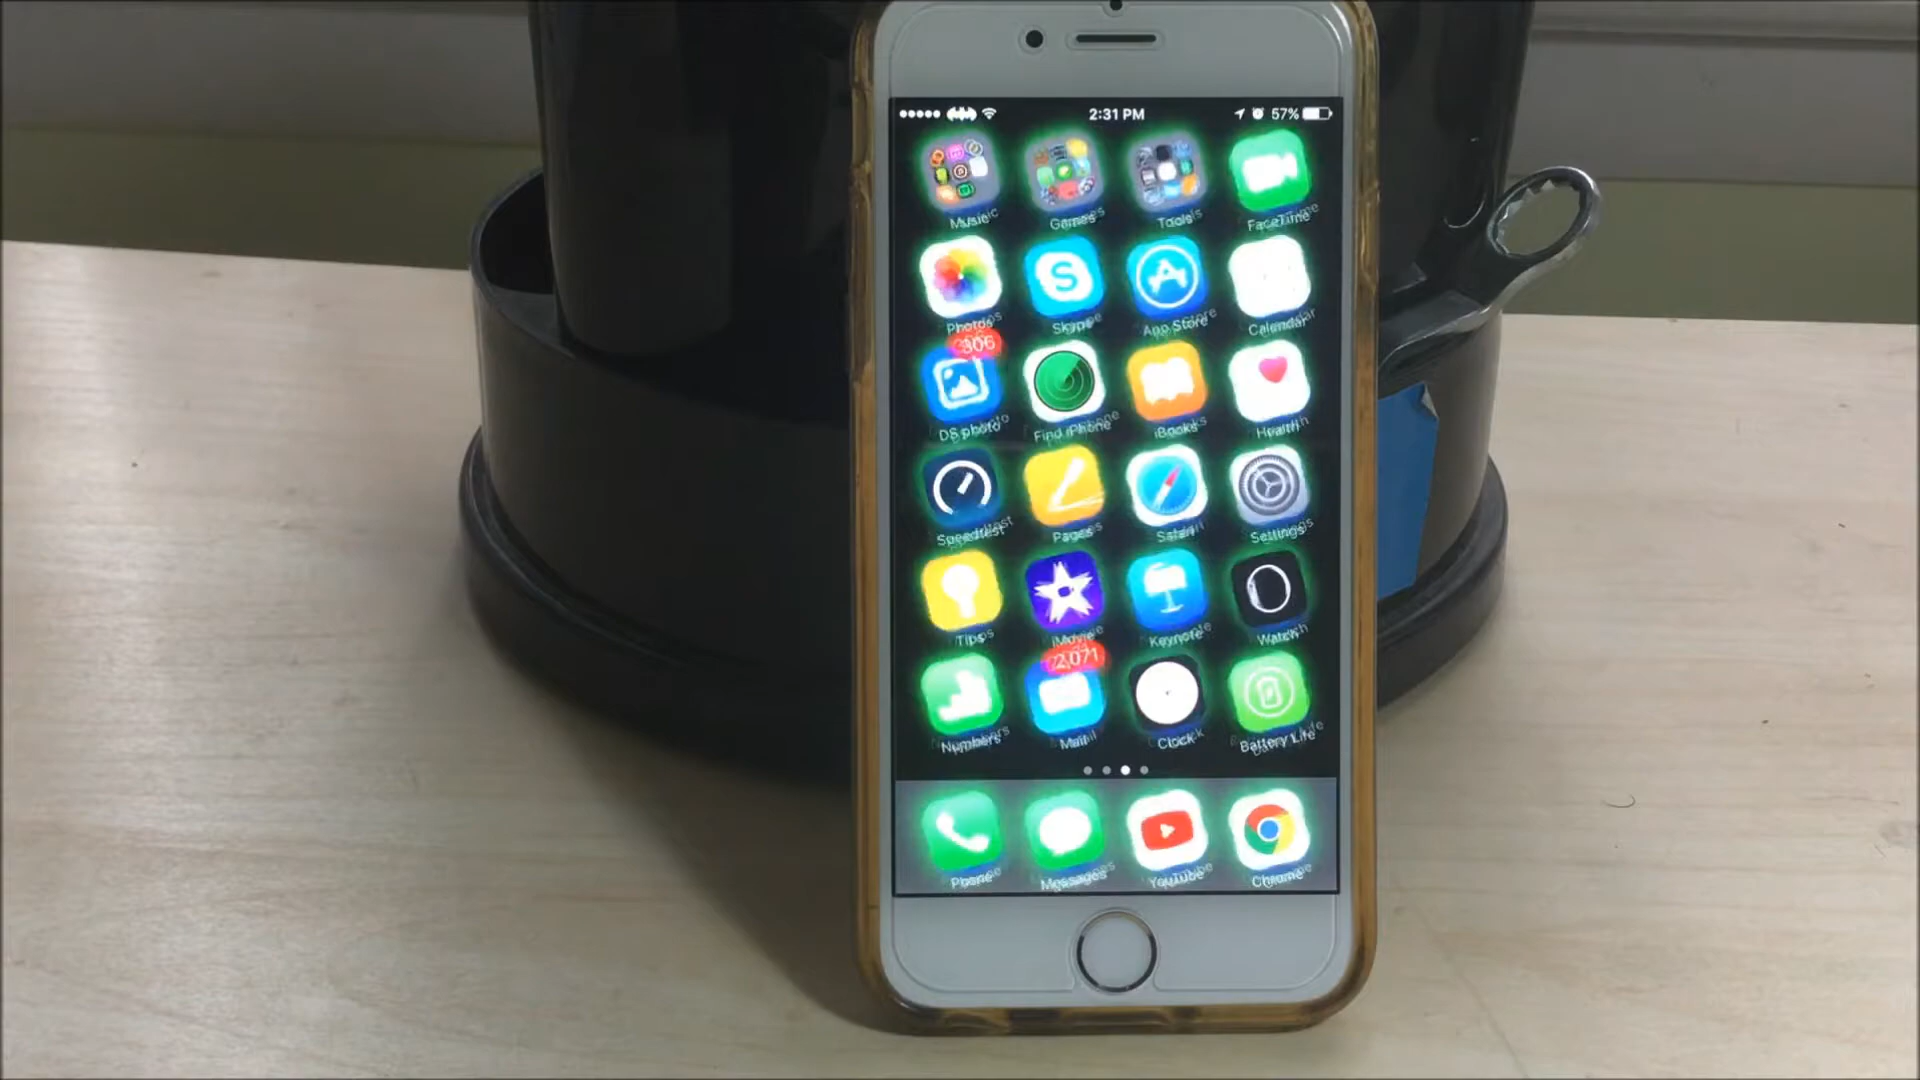 2:31 PM 57%
Music Games Tools FaceTime
Photos Skype App Store Calendar
306
DS photo Find iPhone iBooks Health
Speedtest Pages Safari Settings
Tips iMovie Keynote Watch
2,071
Numbers Mail Clock Battery Life
Phone Messages YouTube Chrome